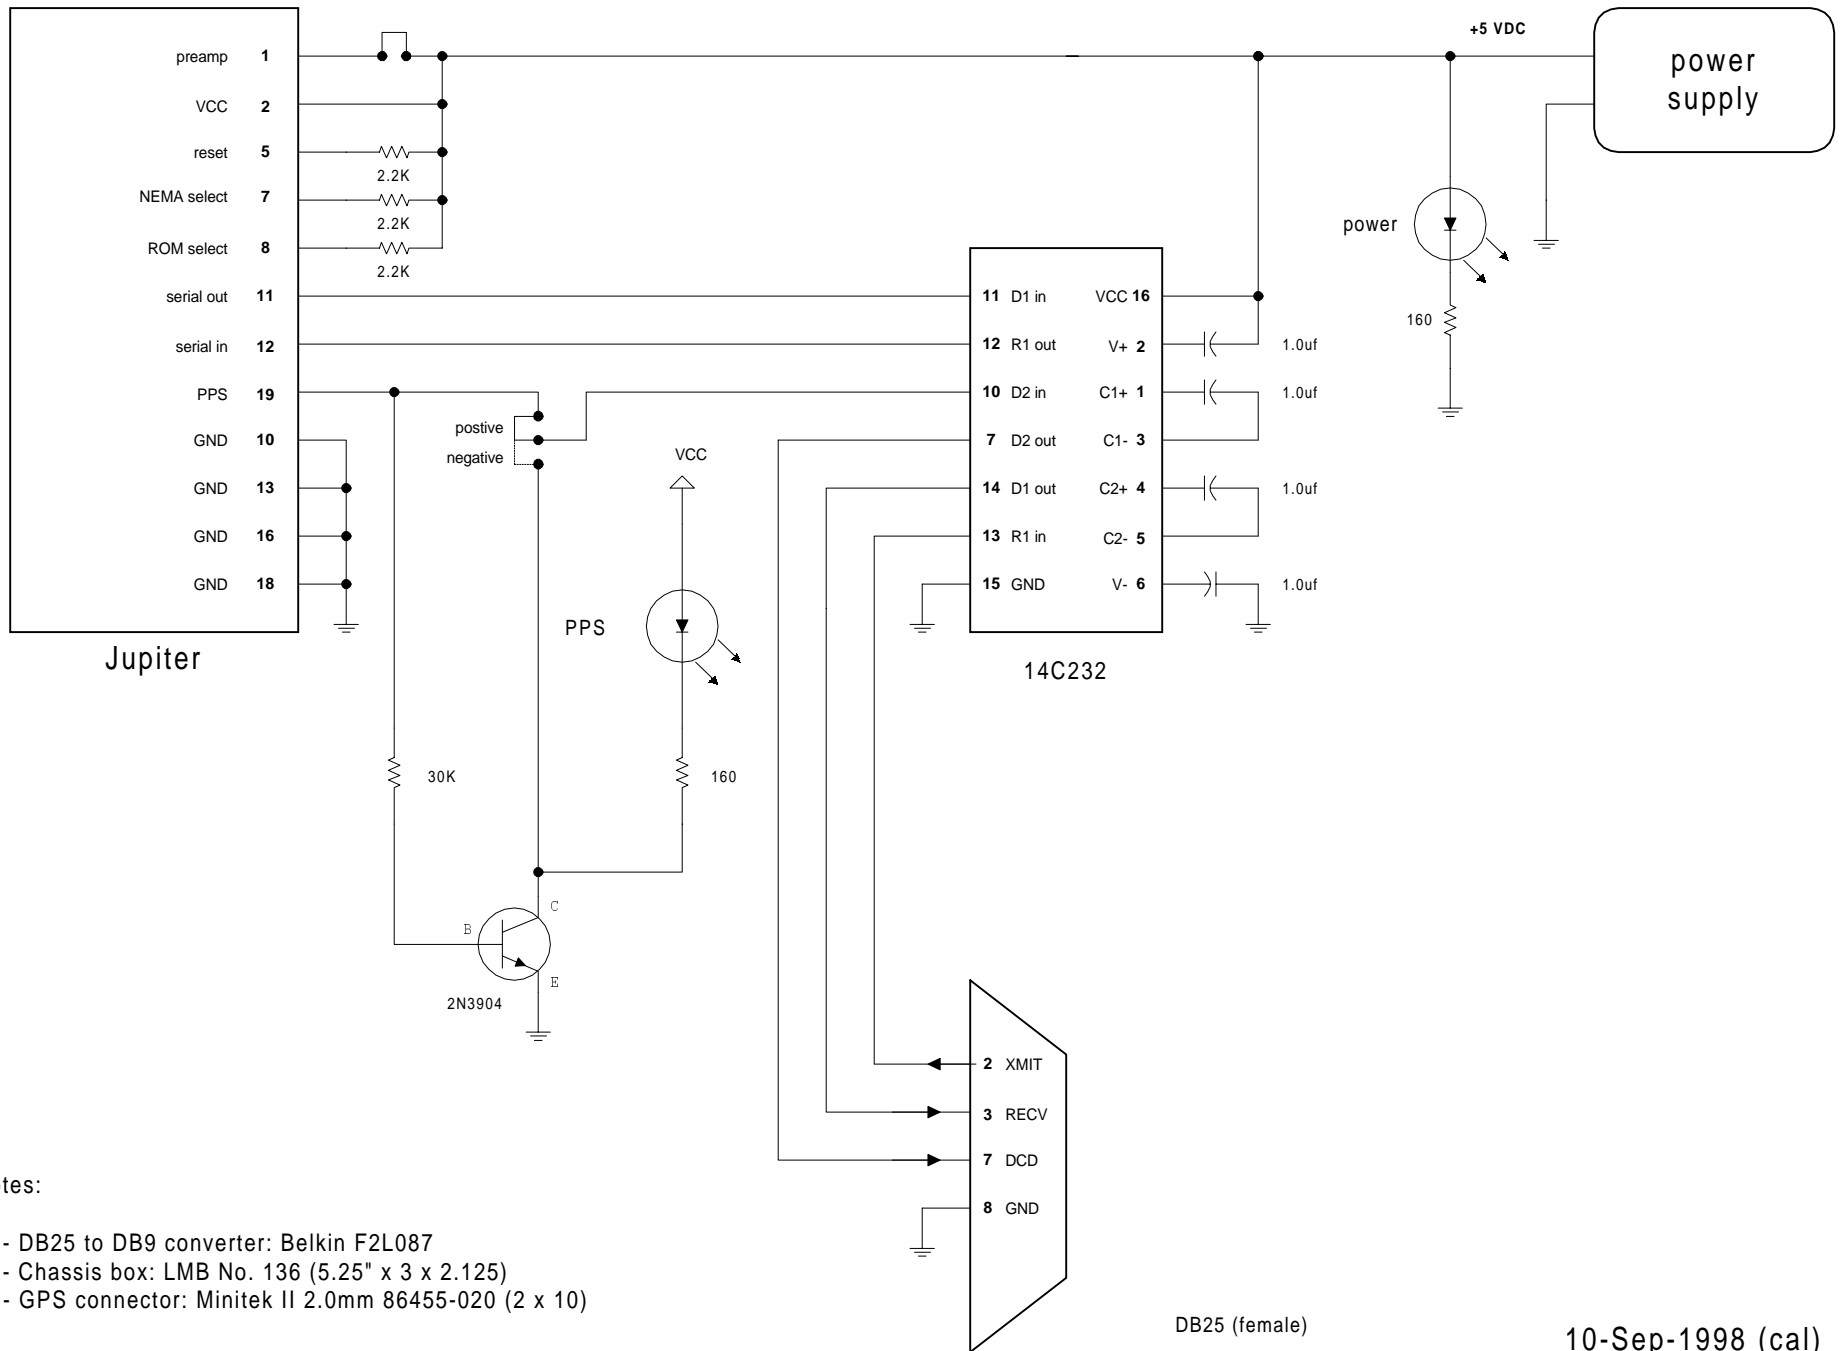 +5 VDC
power
supply
preamp 1
VCC 2
reset 5
2.2K
NEMA select 7
2.2K
ROM select 8
2.2K
serial out 11
serial in 12
PPS 19
GND 10
GND 13
GND 16
GND 18
Jupiter
postive
negative
VCC
PPS
30K
160
B
C
E
2N3904
11 D1 in
12 R1 out
10 D2 in
7 D2 out
14 D1 out
13 R1 in
15 GND
VCC 16
V+ 2
C1+ 1
C1- 3
C2+ 4
C2- 5
V- 6
1.0uf
1.0uf
1.0uf
1.0uf
14C232
power
160
2 XMIT
3 RECV
7 DCD
8 GND
DB25 (female)
tes:
- DB25 to DB9 converter: Belkin F2L087
- Chassis box: LMB No. 136 (5.25" x 3 x 2.125)
- GPS connector: Minitek II 2.0mm 86455-020 (2 x 10)
10-Sep-1998 (cal)